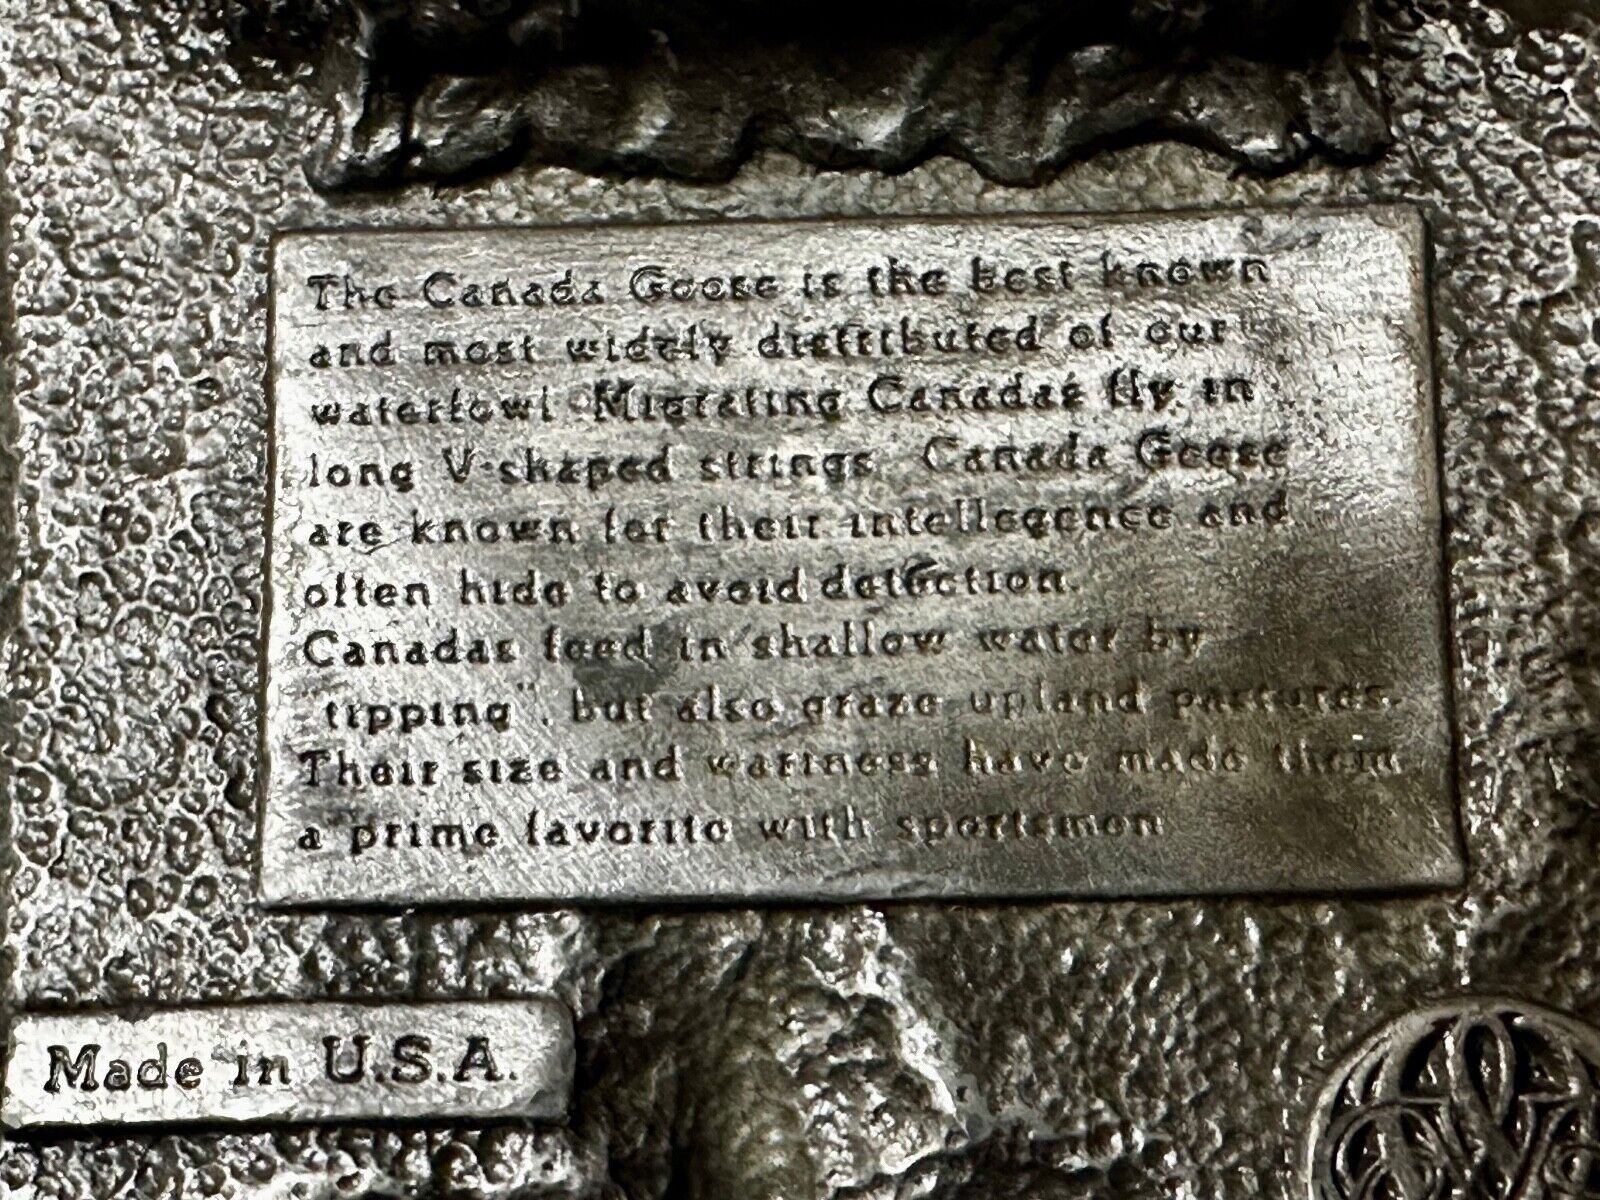 The Canada Goose is the best known
and most widely distributed of our
waterfowl. Migrating Canadas fly in
long V-shaped strings. Canada Geese
are known for their intellegence and
often hide to avoid detection.
Canadas feed in shallow water by
"tipping", but also graze upland pastures.
Their size and wariness have made them
a prime favorite with sportsmen
Made in U.S.A.